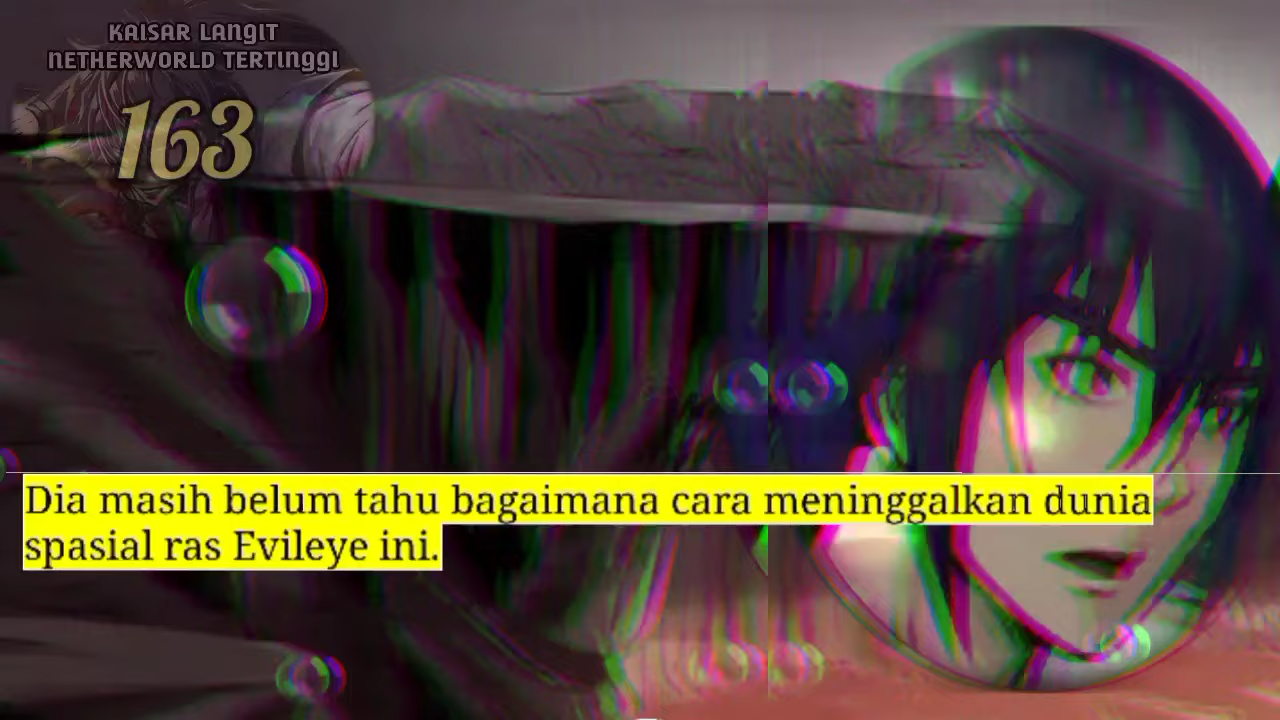 KAISAR LANGIT
NETHERWORLD TERTINGGI
163
Dia masih belum tahu bagaimana cara meninggalkan dunia
spasial ras Evileye ini.